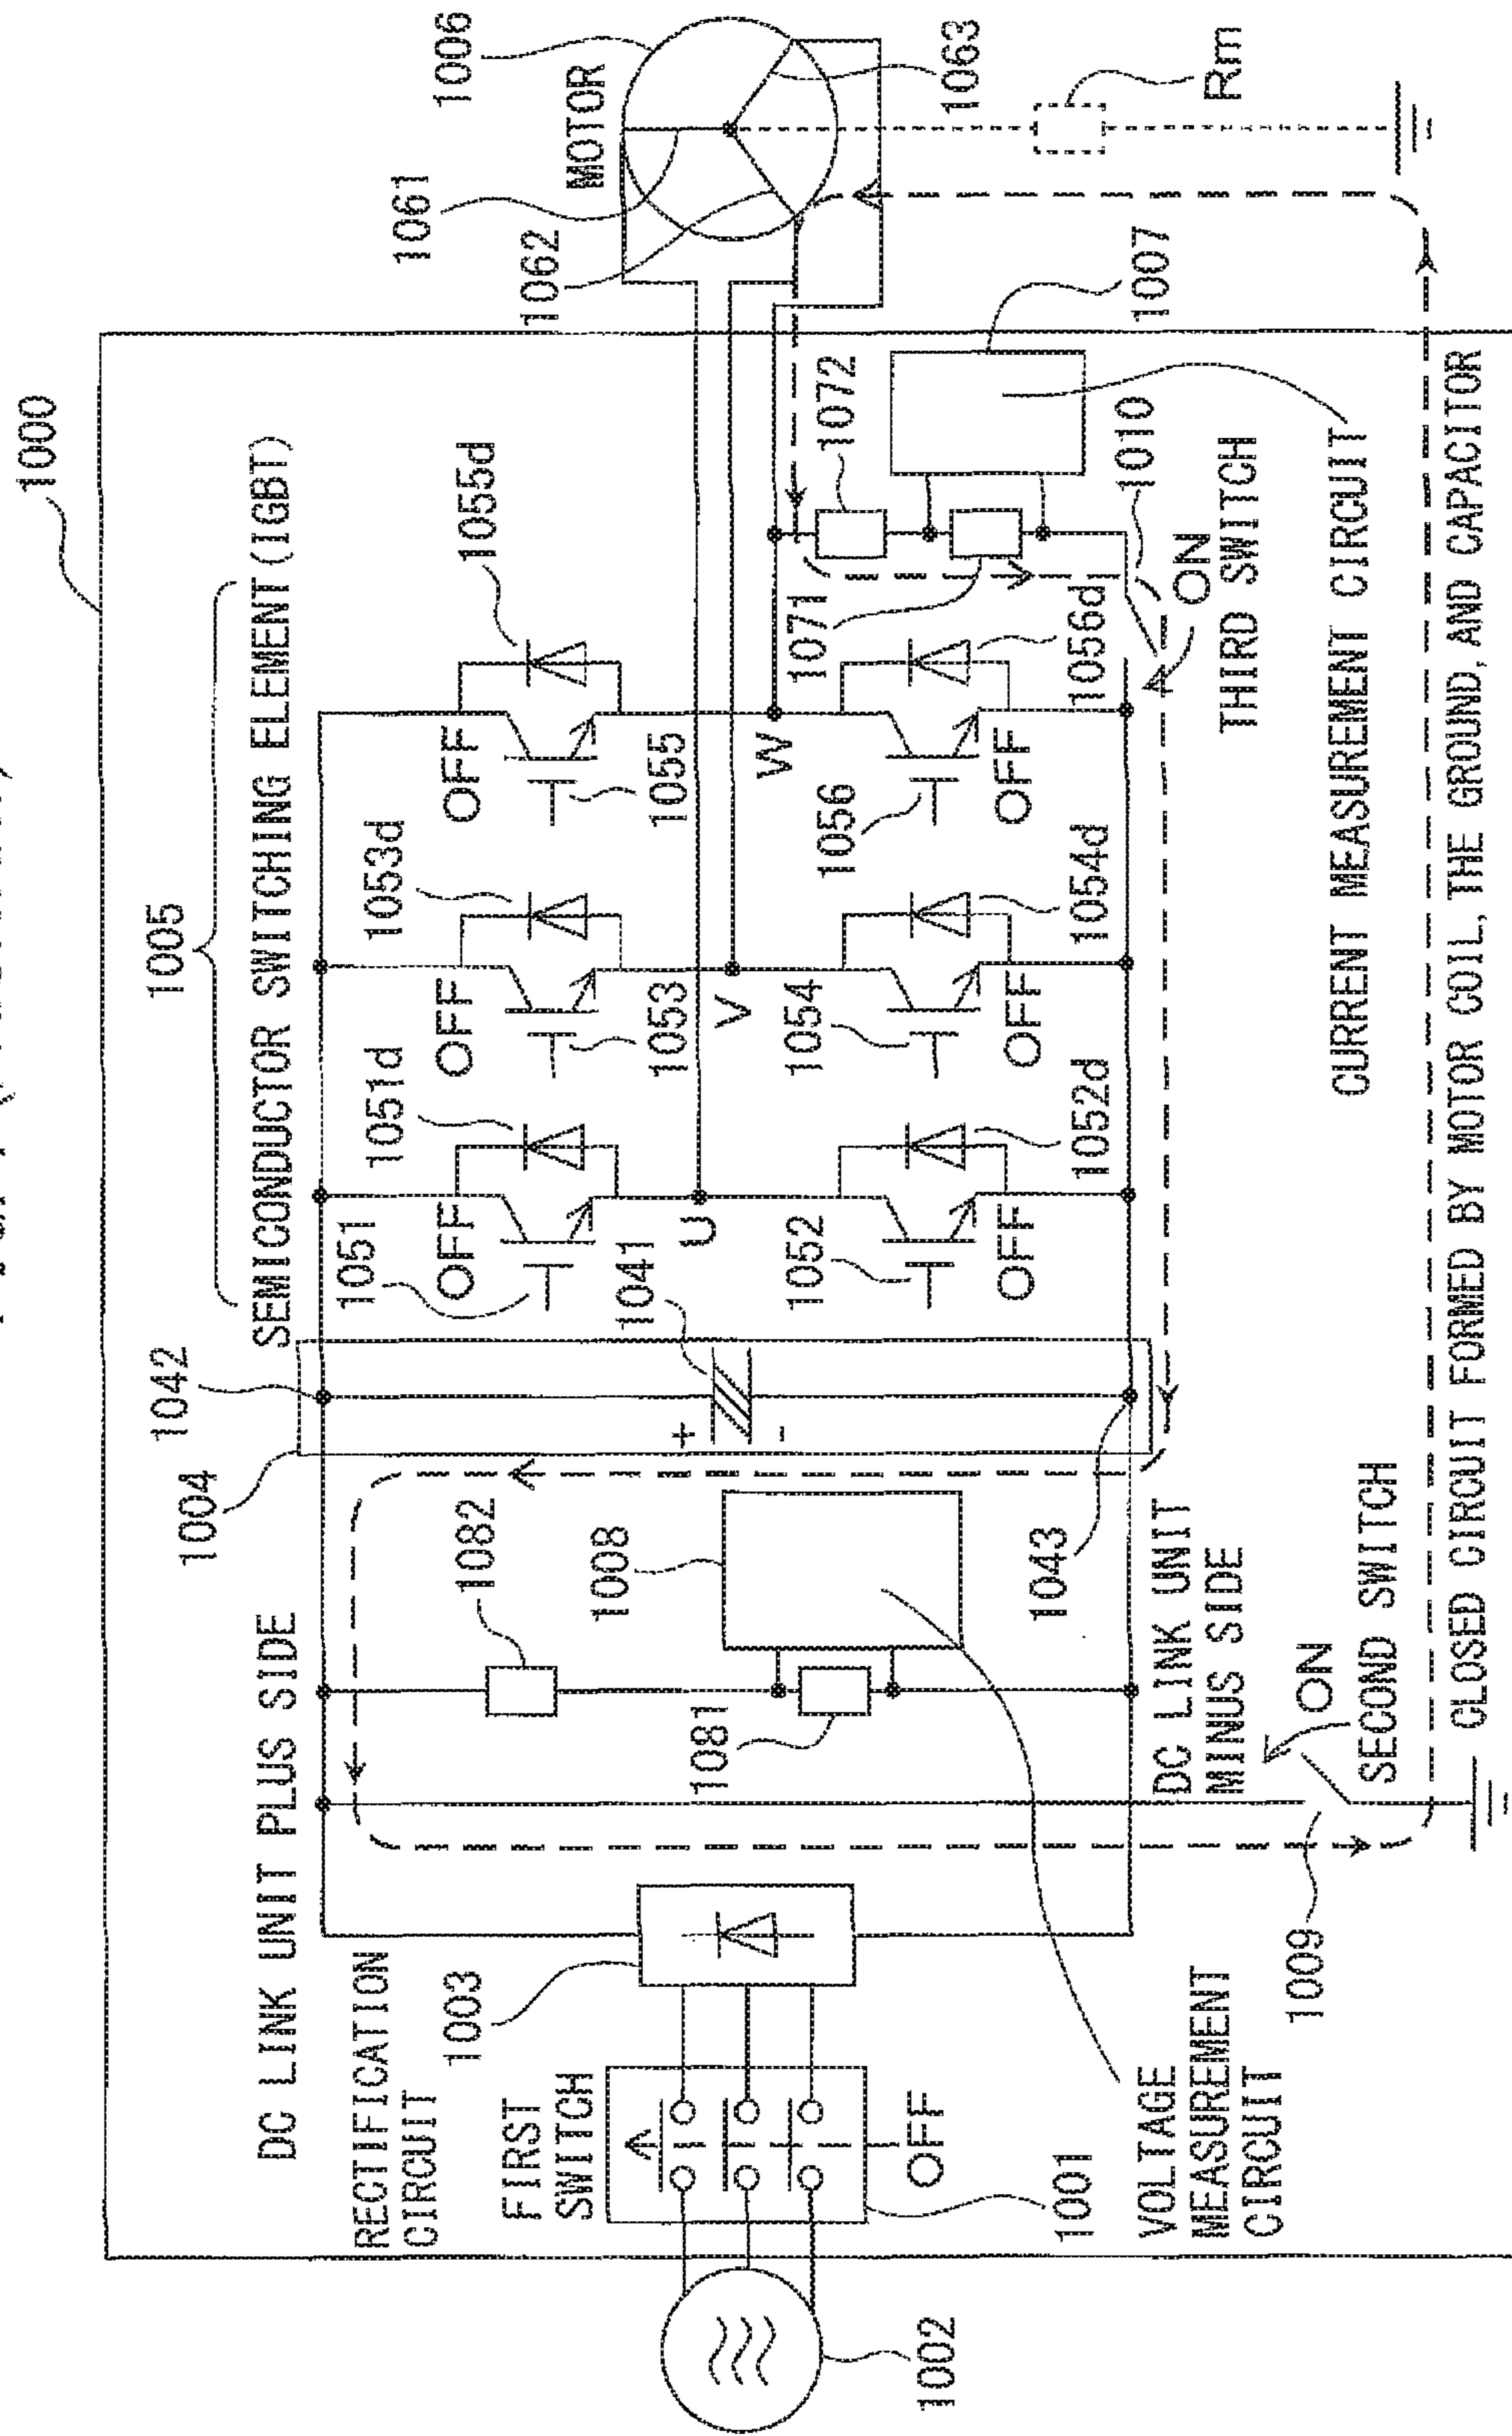 1000
1005
SEMICONDUCTOR SWITCHING ELEMENT(IGBT)
1042
1004
DC LINK UNIT PLUS SIDE
RECTIFICATION
CIRCUIT
1003
FIRST
SWITCH
OFF
1001
1002
VOLTAGE
MEASUREMENT
CIRCUIT
1082
1008
1081
1043
DC LINK UNIT
MINUS SIDE
1009
ON
SECOND SWITCH
+
-
1041
1051
OFF
1051d
U
1052
OFF
1052d
OFF
1053d
1053
V
1054
OFF
1054d
OFF
1055d
1055
W
1056
OFF
1056d
1071
1072
1010
ON
THIRD SWITCH
1007
CURRENT MEASUREMENT CIRCUIT
1006
MOTOR
1061
1062
1063
Rm
CLOSED CIRCUIT FORMED BY MOTOR COIL, THE GROUND, AND CAPACITOR